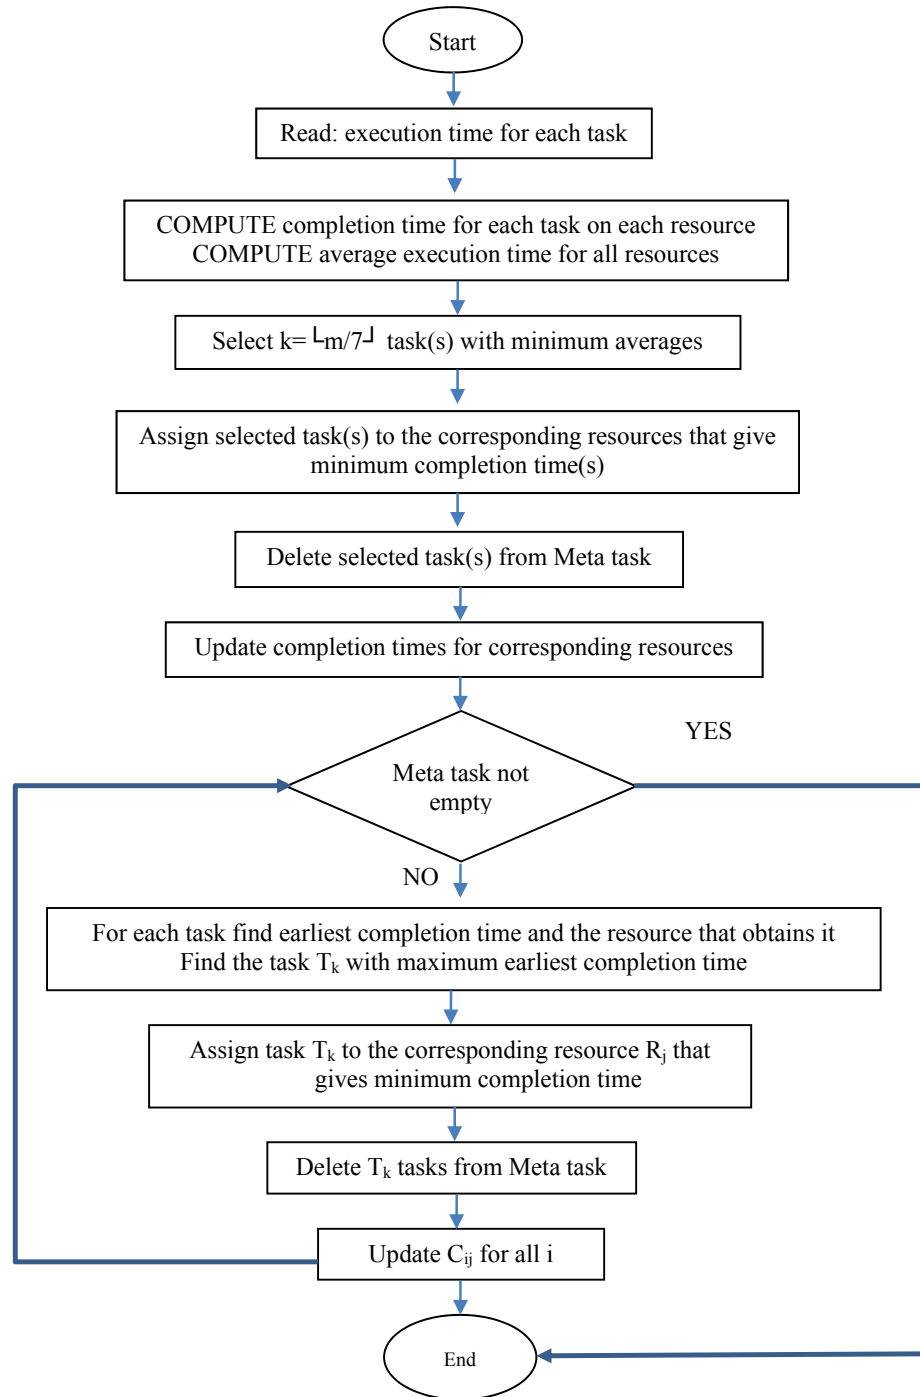 Start
Read: execution time for each task
COMPUTE completion time for each task on each resource
COMPUTE average execution time for all resources
Select k= └m/7┘ task(s) with minimum averages
Assign selected task(s) to the corresponding resources that give
minimum completion time(s)
Delete selected task(s) from Meta task
Update completion times for corresponding resources
YES
Meta task not
empty
NO
For each task find earliest completion time and the resource that obtains it
Find the task Tₖ with maximum earliest completion time
Assign task Tₖ to the corresponding resource Rⱼ that
gives minimum completion time
Delete Tₖ tasks from Meta task
Update Cᵢⱼ for all i
End